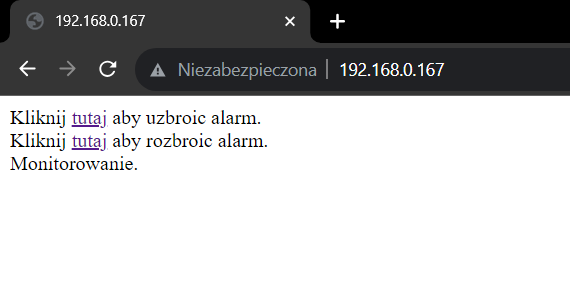 192.168.0.167
Niezabezpieczona | 192.168.0.167
Kliknij tutaj aby uzbroic alarm.
Kliknij tutaj aby rozbroic alarm.
Monitorowanie.